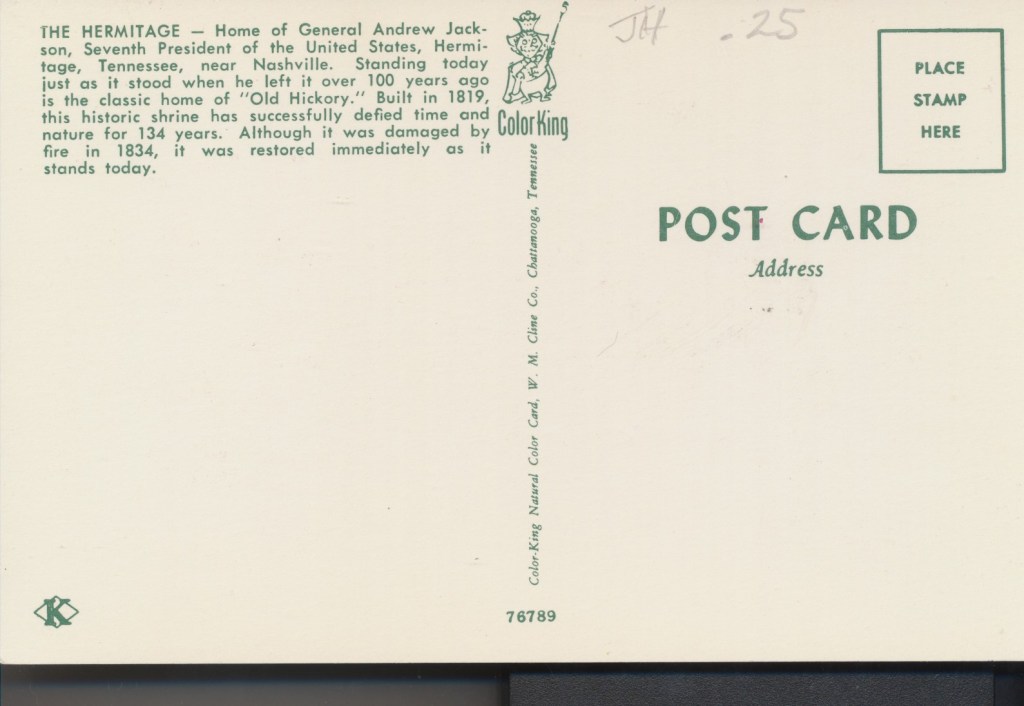 THE HERMITAGE — Home of General Andrew Jack-
son, Seventh President of the United States, Hermi-
tage, Tennessee, near Nashville. Standing today
just as it stood when he left it over 100 years ago
is the classic home of "Old Hickory." Built in 1819,
this historic shrine has successfully defied time and
nature for 134 years. Although it was damaged by
fire in 1834, it was restored immediately as it
stands today.
Color King
Color-King Natural Color Card, W. M. Cline Co., Chattanooga, Tennessee
76789
K
.25
PLACE
STAMP
HERE
POST CARD
Address